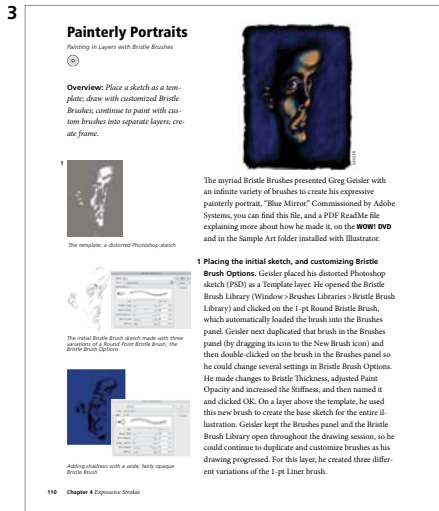 3
Painterly Portraits
Painting in Layers with Bristle Brushes
Overview: Place a sketch as a tem-
plate; draw with customized Bristle
Brushes; continue to paint with cus-
tom brushes into separate layers; cre-
ate frame.
1
The template; a distorted Photoshop sketch
The initial Bristle Brush sketch made with three
variations of a Round Point Bristle Brush; the
Bristle Brush Options
Adding shadows with a wide, fairly opaque
Bristle Brush
GEISLER
The myriad Bristle Brushes presented Greg Geisler with
an infinite variety of brushes to create his expressive
painterly portrait, “Blue Mirror.” Commissioned by Adobe
Systems, you can find this file, and a PDF ReadMe file
explaining more about how he made it, on the WOW! DVD
and in the Sample Art folder installed with Illustrator.
1 Placing the initial sketch, and customizing Bristle
Brush Options. Geisler placed his distorted Photoshop
sketch (PSD) as a Template layer. He opened the Bristle
Brush Library (Window>Brushes Libraries>Bristle Brush
Library) and clicked on the 1-pt Round Bristle Brush,
which automatically loaded the brush into the Brushes
panel. Geisler next duplicated that brush in the Brushes
panel (by dragging its icon to the New Brush icon) and
then double-clicked on the brush in the Brushes panel so
he could change several settings in Bristle Brush Options.
He made changes to Bristle Thickness, adjusted Paint
Opacity and increased the Stiffness, and then named it
and clicked OK. On a layer above the template, he used
this new brush to create the base sketch for the entire il-
lustration. Geisler kept the Brushes panel and the Bristle
Brush Library open throughout the drawing session, so he
could continue to duplicate and customize brushes as his
drawing progressed. For this layer, he created three differ-
ent variations of the 1-pt Liner brush.
110 Chapter 4 Expressive Strokes